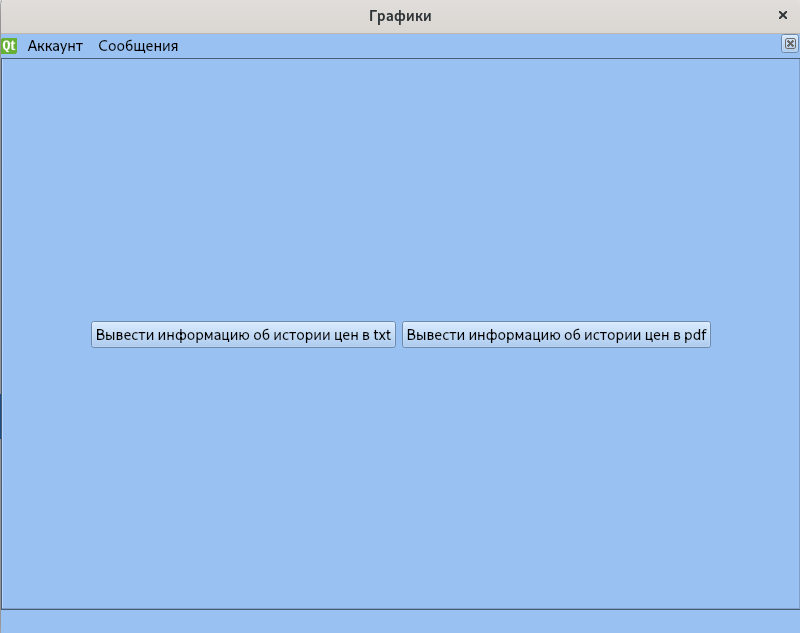 Графики
Qt Аккаунт Сообщения
Вывести информацию об истории цен в txt Вывести информацию об истории цен в pdf